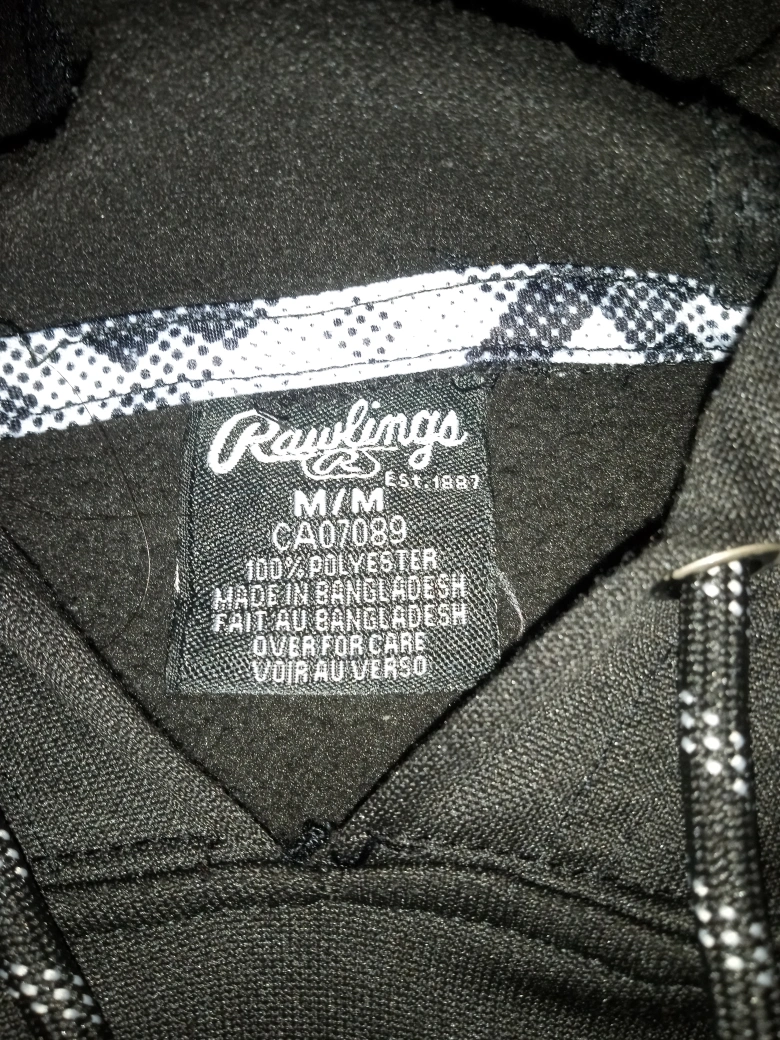 Rawlings
R
EST.1887
M/M
CA07089
100% POLYESTER
MADE IN BANGLADESH
FAIT AU BANGLADESH
OVER FOR CARE
VOIR AU VERSO